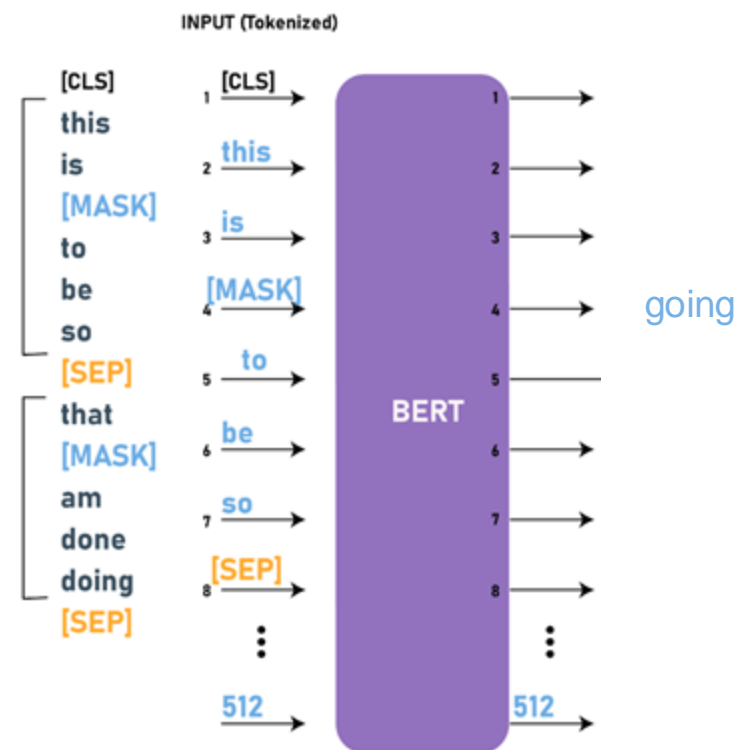 INPUT (Tokenized)
[CLS]
this
is
[MASK]
to
be
so
[SEP]
that
[MASK]
am
done
doing
[SEP]
1 [CLS]
2 this
3 is
4 [MASK]
5 to
6 be
7 so
8 [SEP]
512
BERT
1
2
3
4
5
6
7
8
512
going